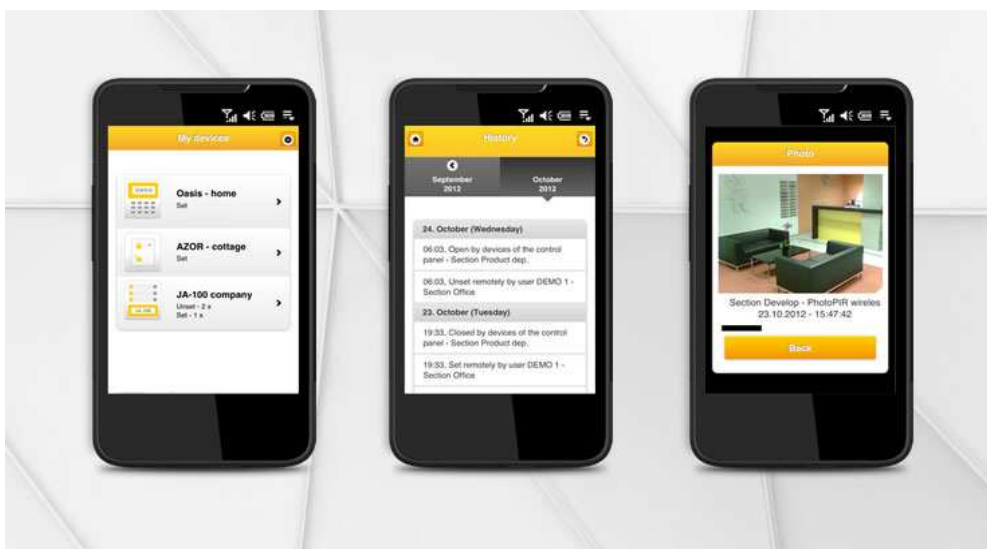 My devices
Oasis - home
Set
AZOR - cottage
Set
JA-100 company
Unset - 2 x
Set - 1 x
History
September
2012
October
2012
24. October (Wednesday)
06:03, Open by devices of the control
panel - Section Product dep.
06:03, Unset remotely by user DEMO 1 -
Section Office
23. October (Tuesday)
19:33, Closed by devices of the control
panel - Section Product dep.
19:33, Set remotely by user DEMO 1 -
Section Office
Photo
Section Develop - PhotoPIR wireles
23.10.2012 - 15:47:42
Back